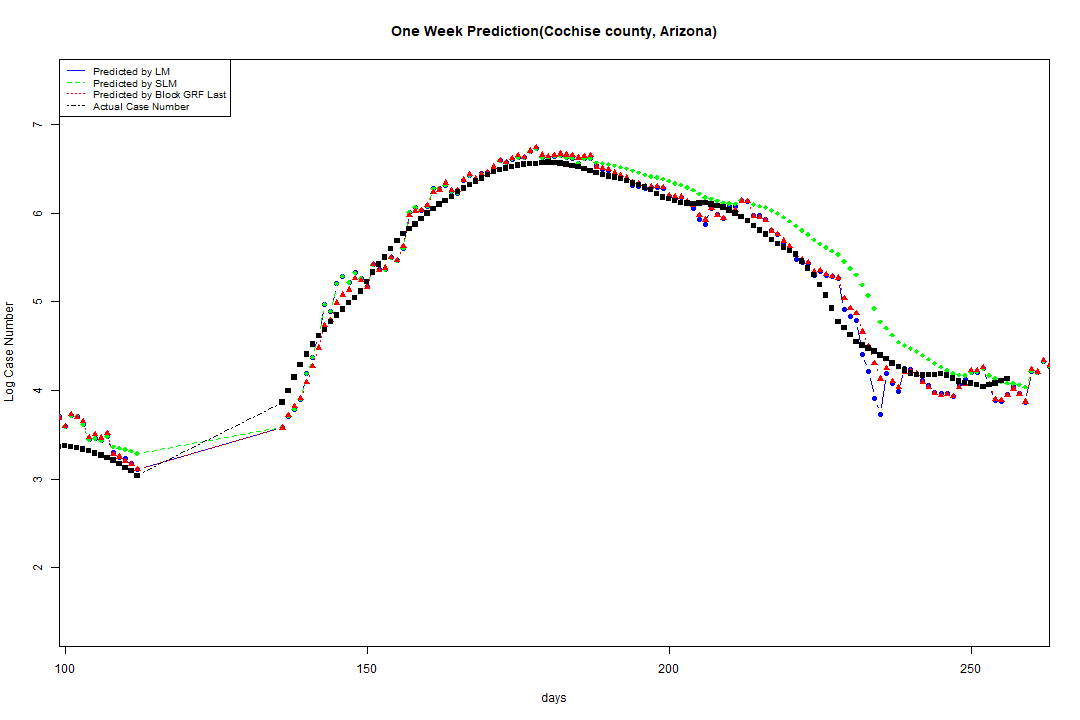 One Week Prediction(Cochise county, Arizona)
Predicted by LM
Predicted by SLM
Predicted by Block GRF Last
Actual Case Number
7
6
5
4
3
2
Log Case Number
100 150 200 250
days